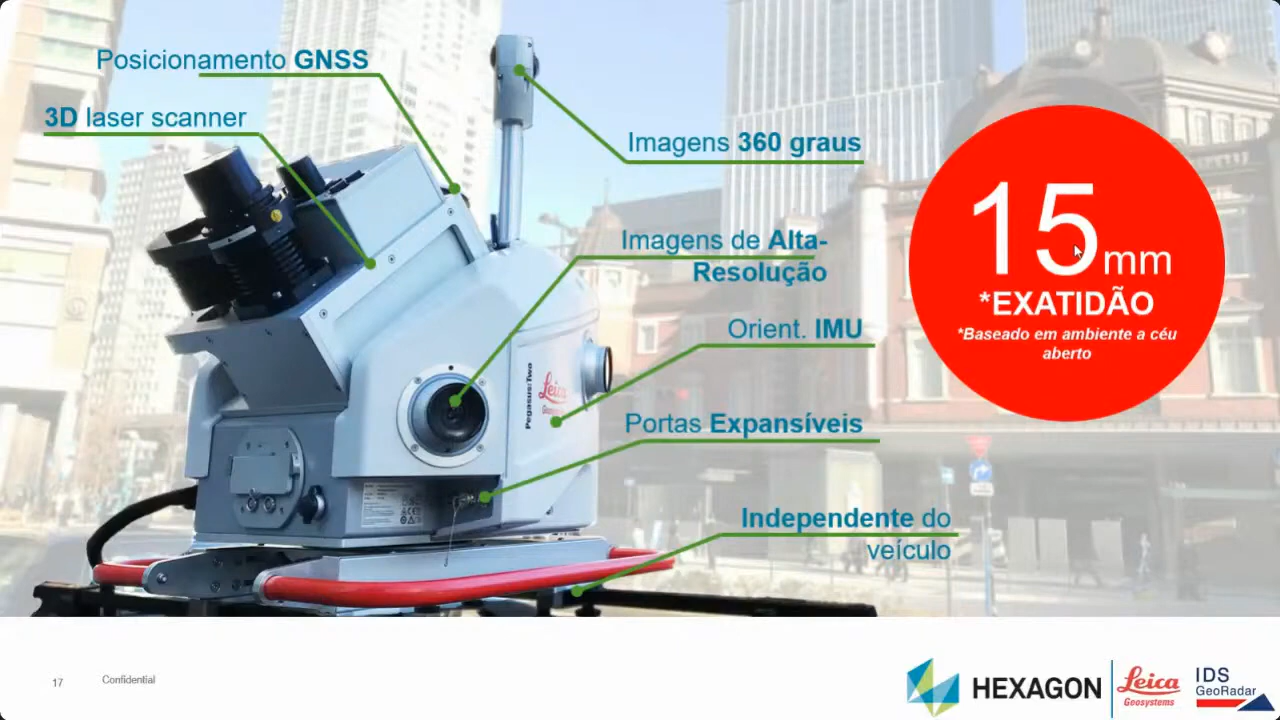 Posicionamento GNSS
3D laser scanner
Imagens 360 graus
Imagens de Alta-
Resolução
Orient. IMU
Portas Expansíveis
Independente do
veículo
15mm
*EXATIDÃO
*Baseado em ambiente a céu
aberto
Pegasus:Two
Leica
17
Confidential
HEXAGON
Leica
Geosystems
IDS
GeoRadar